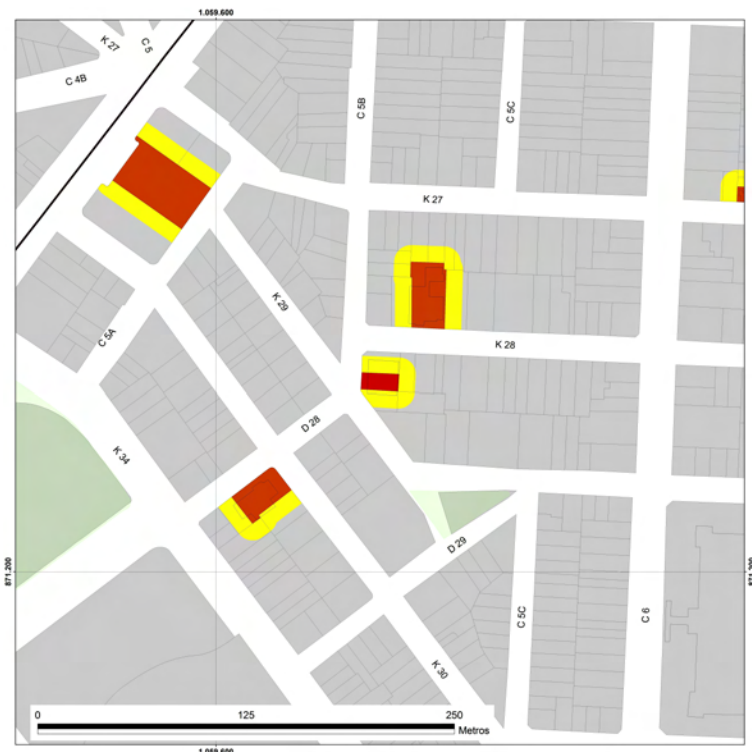 1.059.600
K 27
C 5
C 4B
C 5B
C 5C
K 27
K 29
C 5A
K 28
D 28
K 34
D 29
871.200
871.200
C 5C
C 6
K 30
0 125 250
Metros
1.059.600